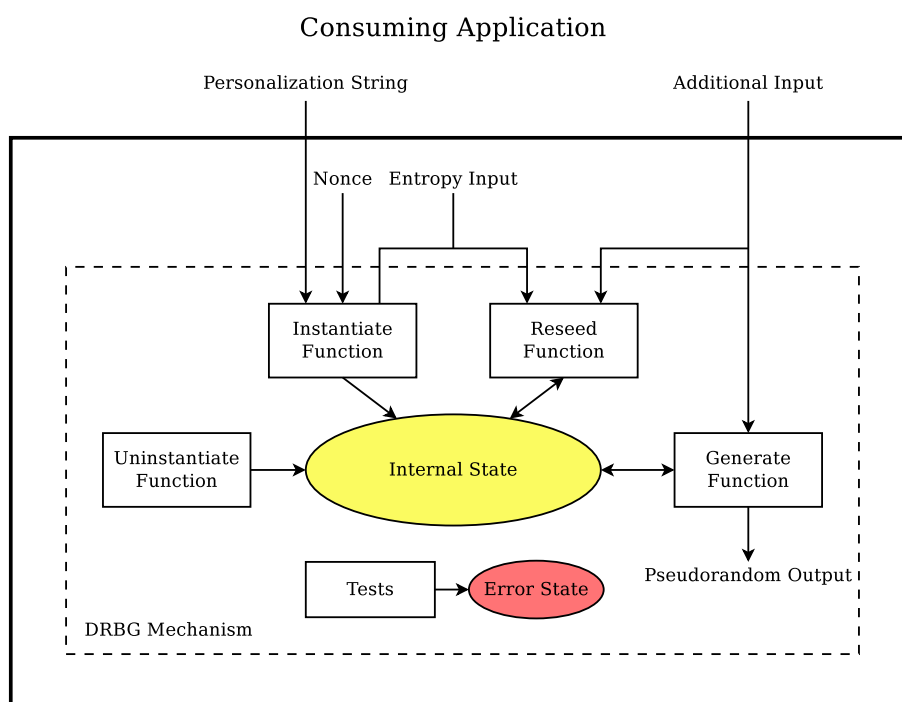 Consuming Application
Personalization String
Additional Input
Nonce
Entropy Input
Instantiate
Function
Reseed
Function
Uninstantiate
Function
Internal State
Generate
Function
Tests
Error State
Pseudorandom Output
DRBG Mechanism